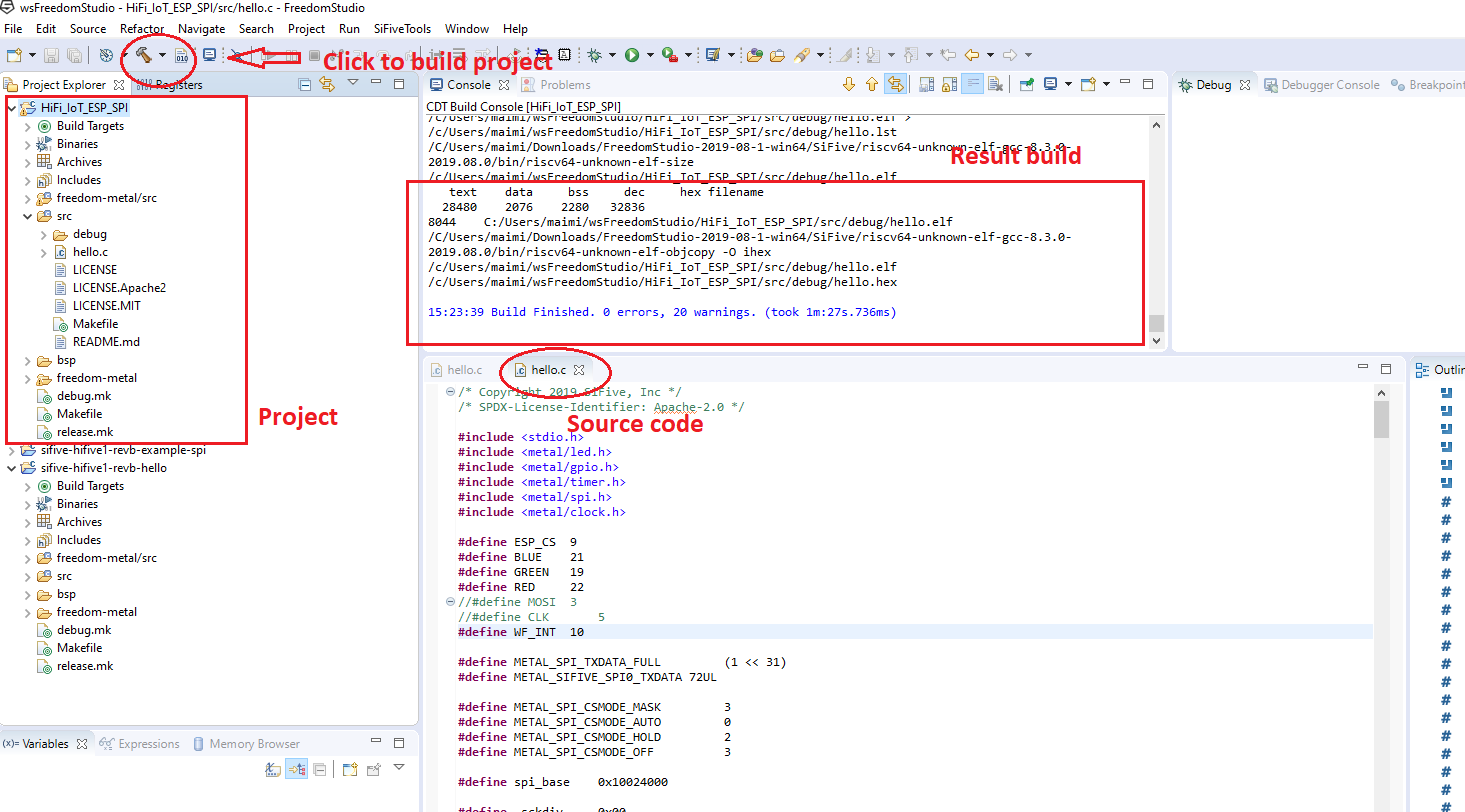 wsFreedomStudio - HiFi_IoT_ESP_SPI/src/hello.c - FreedomStudio
File Edit Source Refactor Navigate Search Project Run SiFiveTools Window Help
Click to build project
Project Explorer Registers
HiFi_IoT_ESP_SPI
Build Targets
Binaries
Archives
Includes
freedom-metal/src
src
debug
hello.c
LICENSE
LICENSE.Apache2
LICENSE.MIT
Makefile
README.md
bsp
freedom-metal
debug.mk
Makefile
release.mk
Project
sifive-hifive1-revb-example-spi
sifive-hifive1-revb-hello
Build Targets
Binaries
Archives
Includes
freedom-metal/src
src
bsp
freedom-metal
debug.mk
Makefile
release.mk
(x)= Variables Expressions Memory Browser
Console Problems
CDT Build Console [HiFi_IoT_ESP_SPI]
/c/Users/maimi/wsFreedomStudio/HiFi_IoT_ESP_SPI/src/debug/hello.elf >
/c/Users/maimi/wsFreedomStudio/HiFi_IoT_ESP_SPI/src/debug/hello.lst
/C/Users/maimi/Downloads/FreedomStudio-2019-08-1-win64/SiFive/riscv64-unknown-elf-gcc-8.3.0-
2019.08.0/bin/riscv64-unknown-elf-size
/c/Users/maimi/wsFreedomStudio/HiFi_IoT_ESP_SPI/src/debug/hello.elf
Result build
text data bss dec hex filename
28480 2076 2280 32836
8044 C:/Users/maimi/wsFreedomStudio/HiFi_IoT_ESP_SPI/src/debug/hello.elf
/C/Users/maimi/Downloads/FreedomStudio-2019-08-1-win64/SiFive/riscv64-unknown-elf-gcc-8.3.0-
2019.08.0/bin/riscv64-unknown-elf-objcopy -O ihex
/c/Users/maimi/wsFreedomStudio/HiFi_IoT_ESP_SPI/src/debug/hello.elf
/c/Users/maimi/wsFreedomStudio/HiFi_IoT_ESP_SPI/src/debug/hello.hex
15:23:39 Build Finished. 0 errors, 20 warnings. (took 1m:27s.736ms)
Debug Debugger Console Breakpoint
hello.c hello.c
Outlin
/* Copyright 2019 SiFive, Inc */
/* SPDX-License-Identifier: Apache-2.0 */
Source code
#include <stdio.h>
#include <metal/led.h>
#include <metal/gpio.h>
#include <metal/timer.h>
#include <metal/spi.h>
#include <metal/clock.h>
#define ESP_CS 9
#define BLUE 21
#define GREEN 19
#define RED 22
//#define MOSI 3
//#define CLK 5
#define WF_INT 10
#define METAL_SPI_TXDATA_FULL (1 << 31)
#define METAL_SIFIVE_SPI0_TXDATA 72UL
#define METAL_SPI_CSMODE_MASK 3
#define METAL_SPI_CSMODE_AUTO 0
#define METAL_SPI_CSMODE_HOLD 2
#define METAL_SPI_CSMODE_OFF 3
#define spi_base 0x10024000